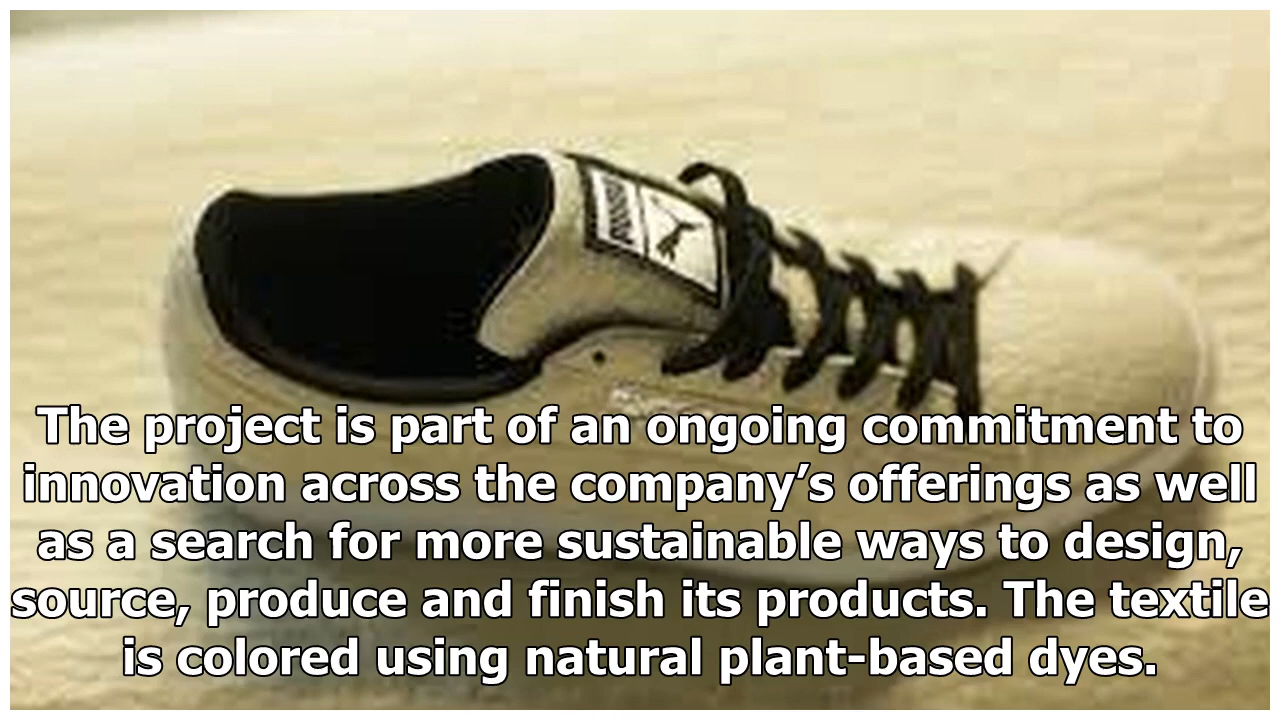 The project is part of an ongoing commitment to
innovation across the company’s offerings as well
as a search for more sustainable ways to design,
source, produce and finish its products. The textile
is colored using natural plant-based dyes.